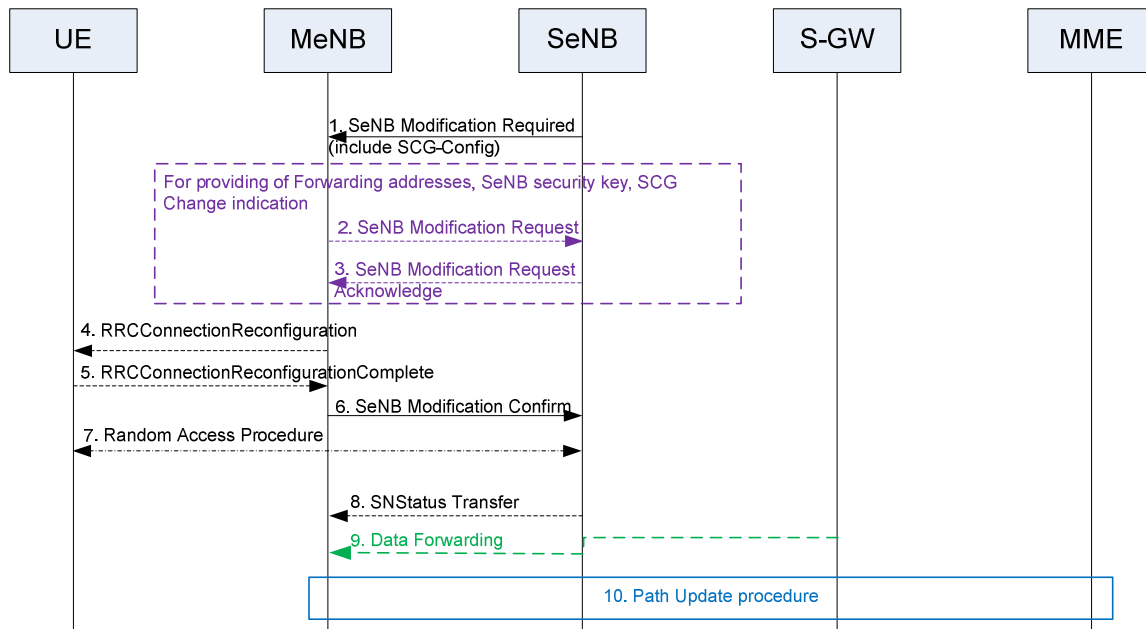 UE
MeNB
SeNB
S-GW
MME
1. SeNB Modification Required
(include SCG-Config)
For providing of Forwarding addresses, SeNB security key, SCG
Change indication
2. SeNB Modification Request
3. SeNB Modification Request
Acknowledge
4. RRCConnectionReconfiguration
5. RRCConnectionReconfigurationComplete
6. SeNB Modification Confirm
7. Random Access Procedure
8. SNStatus Transfer
9. Data Forwarding
10. Path Update procedure